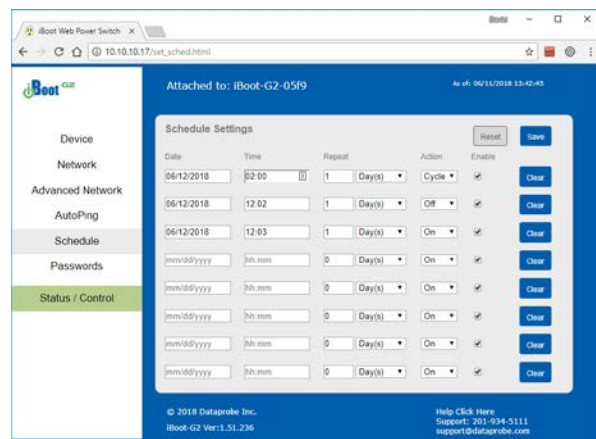 iBoot Web Power Switch
10.10.10.17/set_sched.html
iBoot G2
Attached to: iBoot-G2-05f9
As of: 06/11/2018 13:42:43
Device
Network
Advanced Network
AutoPing
Schedule
Passwords
Status / Control
Schedule Settings
Reset Save
Date Time Repeat Action Enable
06/12/2018 02:00 1 Day(s) Cycle Clear
06/12/2018 12:02 1 Day(s) Off Clear
06/12/2018 12:03 1 Day(s) On Clear
mm/dd/yyyy hh:mm 0 Day(s) On Clear
mm/dd/yyyy hh:mm 0 Day(s) On Clear
mm/dd/yyyy hh:mm 0 Day(s) On Clear
mm/dd/yyyy hh:mm 0 Day(s) On Clear
mm/dd/yyyy hh:mm 0 Day(s) On Clear
© 2018 Dataprobe Inc.
iBoot-G2 Ver:1.51.236
Help Click Here
Support: 201-934-5111
support@dataprobe.com